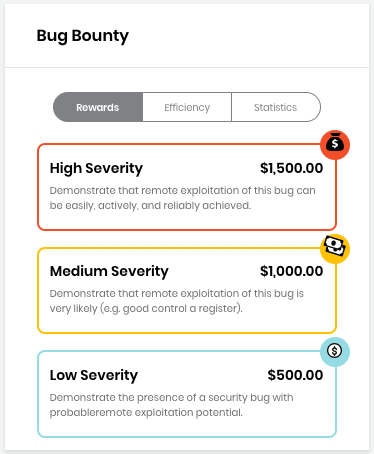 Bug Bounty
Rewards Efficiency Statistics
High Severity $1,500.00
Demonstrate that remote exploitation of this bug can
be easily, actively, and reliably achieved.
Medium Severity $1,000.00
Demonstrate that remote exploitation of this bug is
very likely (e.g. good control a register).
Low Severity $500.00
Demonstrate the presence of a security bug with
probableremote exploitation potential.